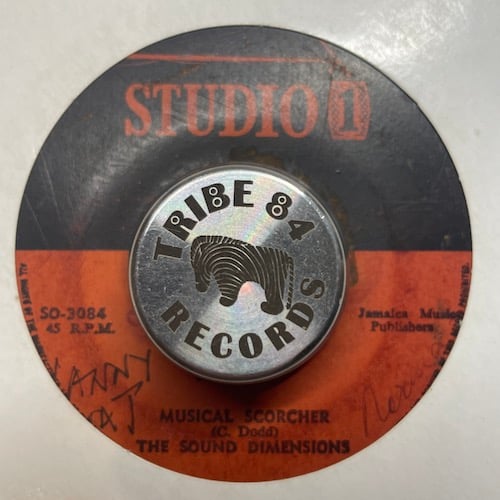 STUDIO 1
TRIBE 84
RECORDS
SO-3084
45 R.P.M.
Jamaica Music
Publishers
MUSICAL SCORCHER
(C. Dodd)
THE SOUND DIMENSIONS